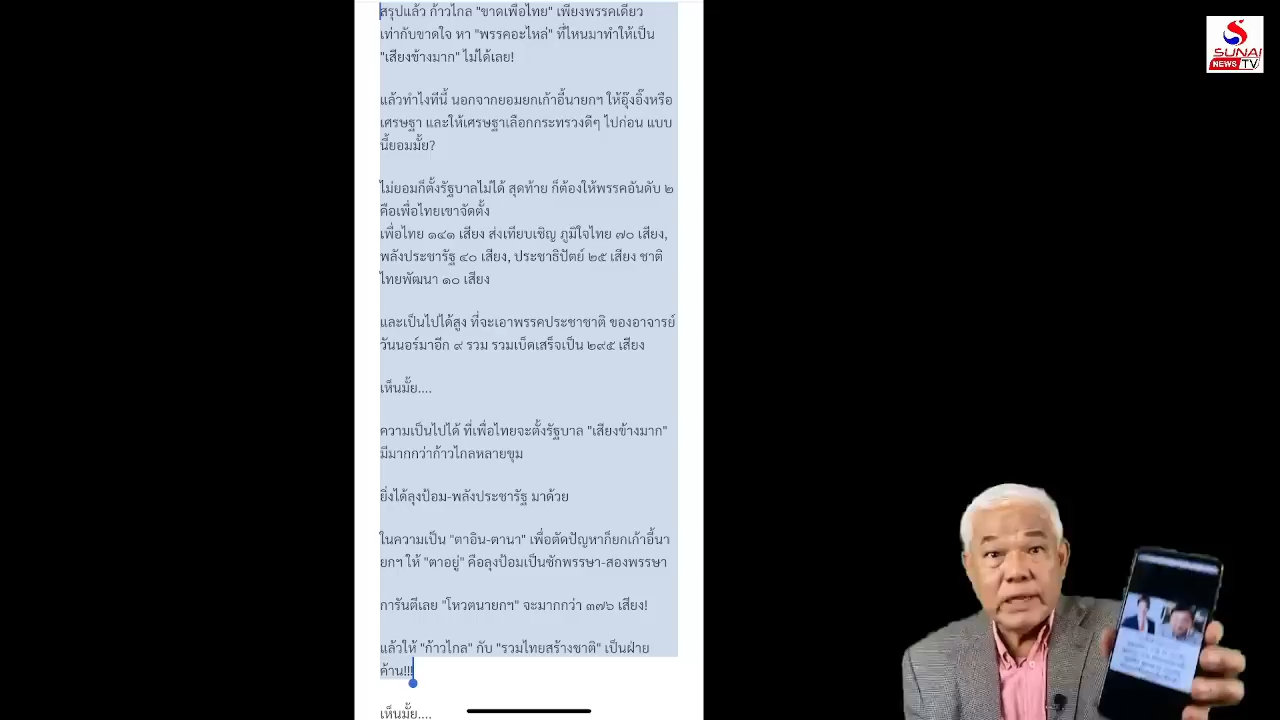 สรุปแล้ว ก้าวไกล "ขาดเพื่อไทย" เพียงพรรคเดียว
เท่ากับขาดใจ หา "พรรคอะไหล่" ที่ไหนมาทำให้เป็น
"เสียงข้างมาก" ไม่ได้เลย!
แล้วทำไงทีนี้ นอกจากยอมยกเก้าอี้นายกฯ ให้อุ๊งอิ๊งหรือ
เศรษฐา และให้เศรษฐาเลือกกระทรวงดีๆ ไปก่อน แบบ
นี้ยอมมั้ย?
ไม่ยอมก็ตั้งรัฐบาลไม่ได้ สุดท้าย ก็ต้องให้พรรคอันดับ ๒
คือเพื่อไทยเขาจัดตั้ง
เพื่อไทย ๑๔๑ เสียง ส่งเทียบเชิญ ภูมิใจไทย ๗๐ เสียง,
พลังประชารัฐ ๔๐ เสียง, ประชาธิปัตย์ ๒๕ เสียง ชาติ
ไทยพัฒนา ๑๐ เสียง
และเป็นไปได้สูง ที่จะเอาพรรคประชาชาติ ของอาจารย์
วันนอร์มาอีก ๙ รวม รวมเบ็ดเสร็จเป็น ๒๙๕ เสียง
เห็นมั้ย....
ความเป็นไปได้ ที่เพื่อไทยจะตั้งรัฐบาล "เสียงข้างมาก"
มีมากกว่าก้าวไกลหลายขุม
ยิ่งได้ลุงป้อม-พลังประชารัฐ มาด้วย
ในความเป็น "ตาอิน-ตานา" เพื่อตัดปัญหาก็ยกเก้าอี้นา
ยกฯ ให้ "ตาอยู่" คือลุงป้อมเป็นซักพรรษา-สองพรรษา
การันตีเลย "โหวตนายกฯ" จะมากกว่า ๓๗๖ เสียง!
แล้วให้ "ก้าวไกล" กับ "รวมไทยสร้างชาติ" เป็นฝ่าย
ค้าน!!!
เห็นมั้ย....
SUNAI
NEWS TV